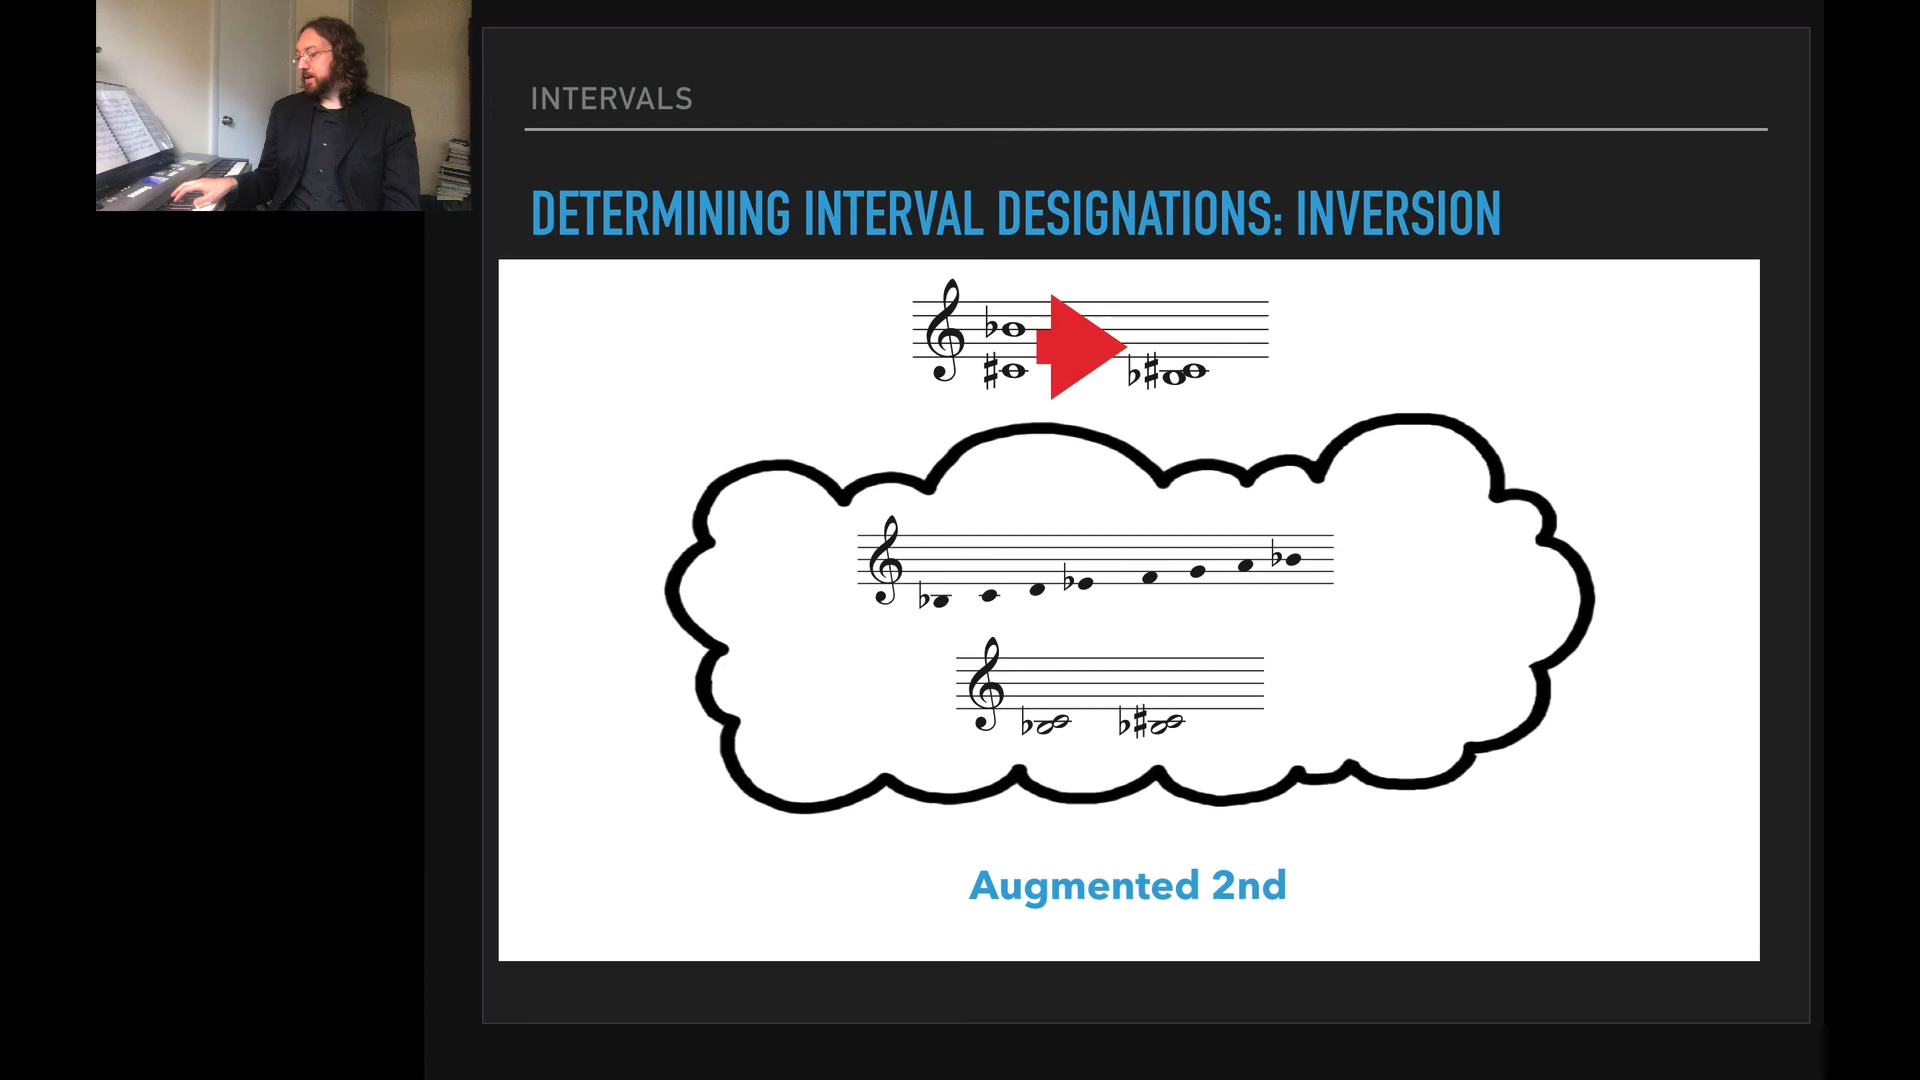 INTERVALS
DETERMINING INTERVAL DESIGNATIONS: INVERSION
Augmented 2nd